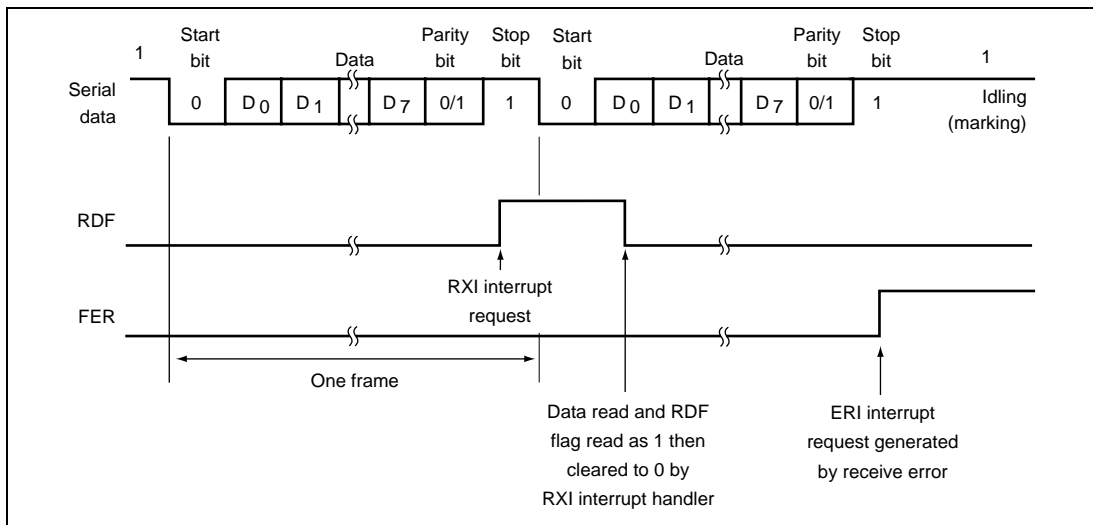 1 Start bit Data Parity bit Stop bit Start bit Data Parity bit Stop bit 1
Serial data 0 D0 D1 D7 0/1 1 0 D0 D1 D7 0/1 1 Idling (marking)
RDF
RXI interrupt
request
FER
One frame
Data read and RDF
flag read as 1 then
cleared to 0 by
RXI interrupt handler
ERI interrupt
request generated
by receive error